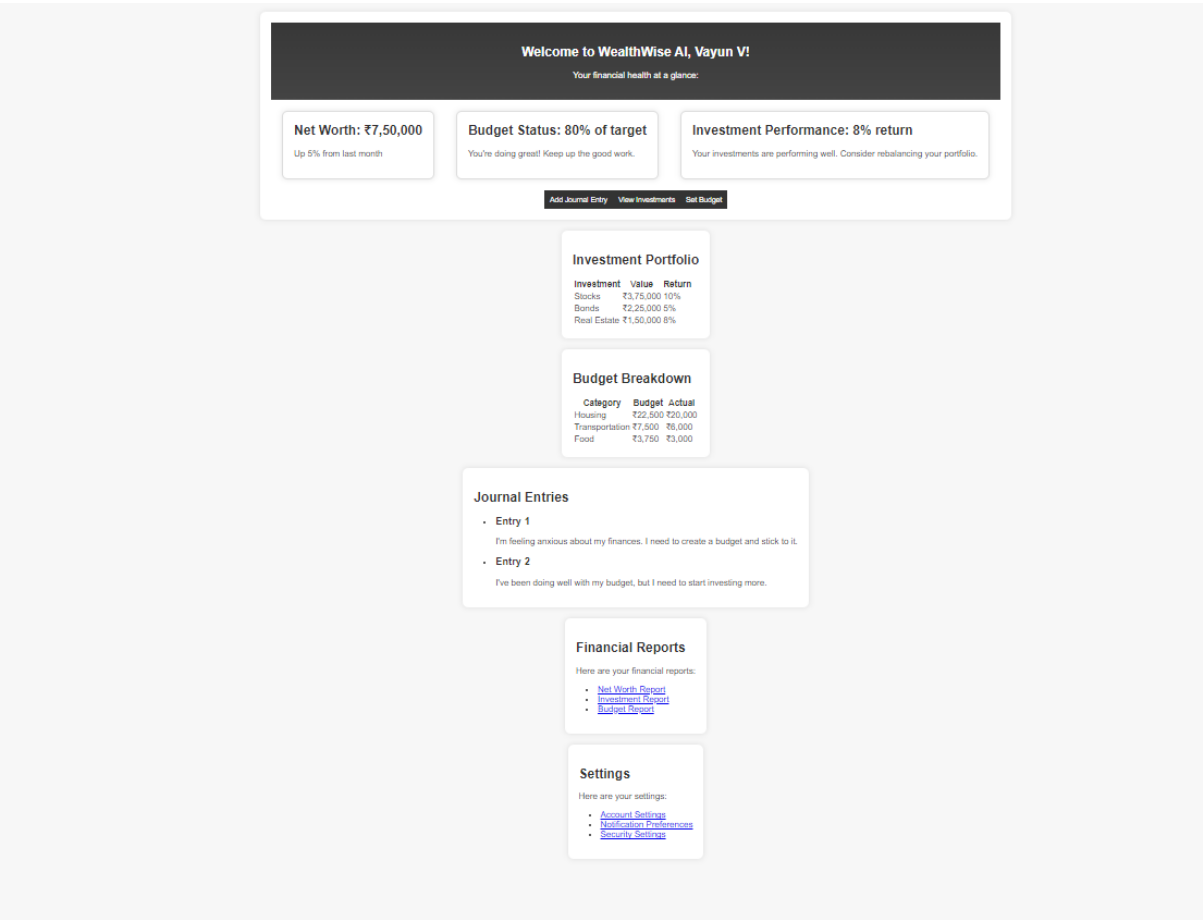 Welcome to WealthWise AI, Vayun V!
Your financial health at a glance:
Net Worth: ₹7,50,000
Up 5% from last month
Budget Status: 80% of target
You're doing great! Keep up the good work.
Investment Performance: 8% return
Your investments are performing well. Consider rebalancing your portfolio.
Add Journal Entry View Investments Set Budget
Investment Portfolio
Investment Value Return
Stocks ₹3,75,000 10%
Bonds ₹2,25,000 5%
Real Estate ₹1,50,000 8%
Budget Breakdown
Category Budget Actual
Housing ₹22,500 ₹20,000
Transportation ₹7,500 ₹6,000
Food ₹3,750 ₹3,000
Journal Entries
• Entry 1
I'm feeling anxious about my finances. I need to create a budget and stick to it.
• Entry 2
I've been doing well with my budget, but I need to start investing more.
Financial Reports
Here are your financial reports:
• Net Worth Report
• Investment Report
• Budget Report
Settings
Here are your settings:
• Account Settings
• Notification Preferences
• Security Settings